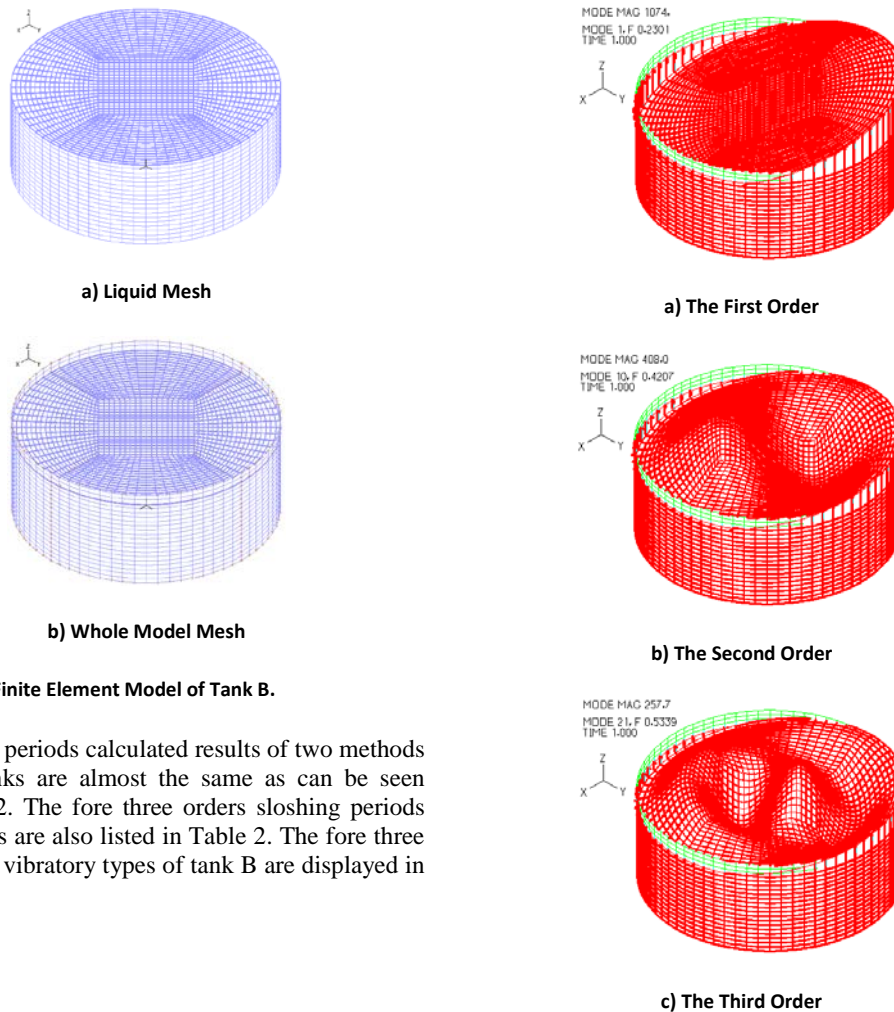 Z
X Y
a) Liquid Mesh
Z
X Y
b) Whole Model Mesh
Finite Element Model of Tank B.
periods calculated results of two methods
nks are almost the same as can be seen
2. The fore three orders sloshing periods
s are also listed in Table 2. The fore three
vibratory types of tank B are displayed in
MODE MAG 1074.
MODE 1, F 0.2301
TIME 1.000
Z
X Y
a) The First Order
MODE MAG 408.0
MODE 10, F 0.4207
TIME 1.000
Z
X Y
b) The Second Order
MODE MAG 257.7
MODE 21, F 0.5339
TIME 1.000
Z
X Y
c) The Third Order